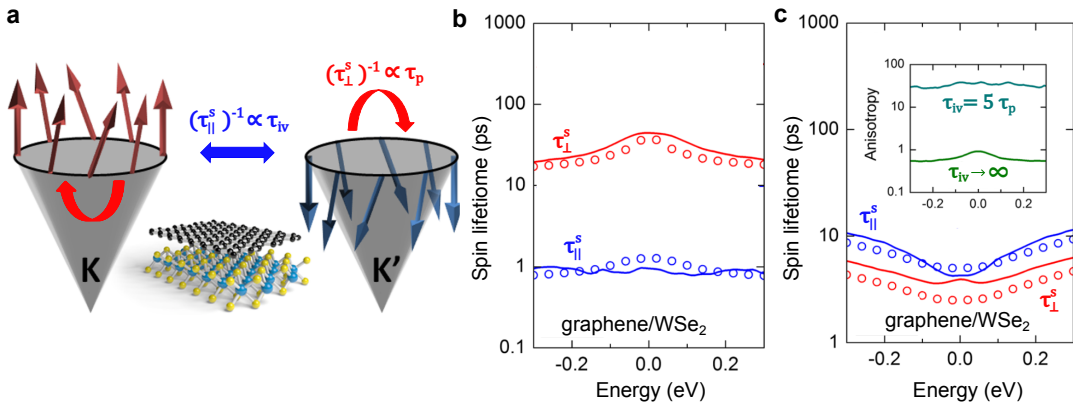 a
(τ⊥ˢ)⁻¹ ∝ τₚ
(τ∥ˢ)⁻¹ ∝ τᵢᵥ
K
K'
b
Spin lifetiome (ps)
1000
100
10
1
0.1
τ⊥ˢ
τ∥ˢ
graphene/WSe₂
-0.2
0.0
0.2
Energy (eV)
c
Spin lifetime (ps)
1000
100
10
1
Anisotropy
100
10
1
0.1
τᵢᵥ = 5 τₚ
τᵢᵥ → ∞
-0.2
0.0
0.2
τ∥ˢ
τ⊥ˢ
graphene/WSe₂
-0.2
0.0
0.2
Energy (eV)